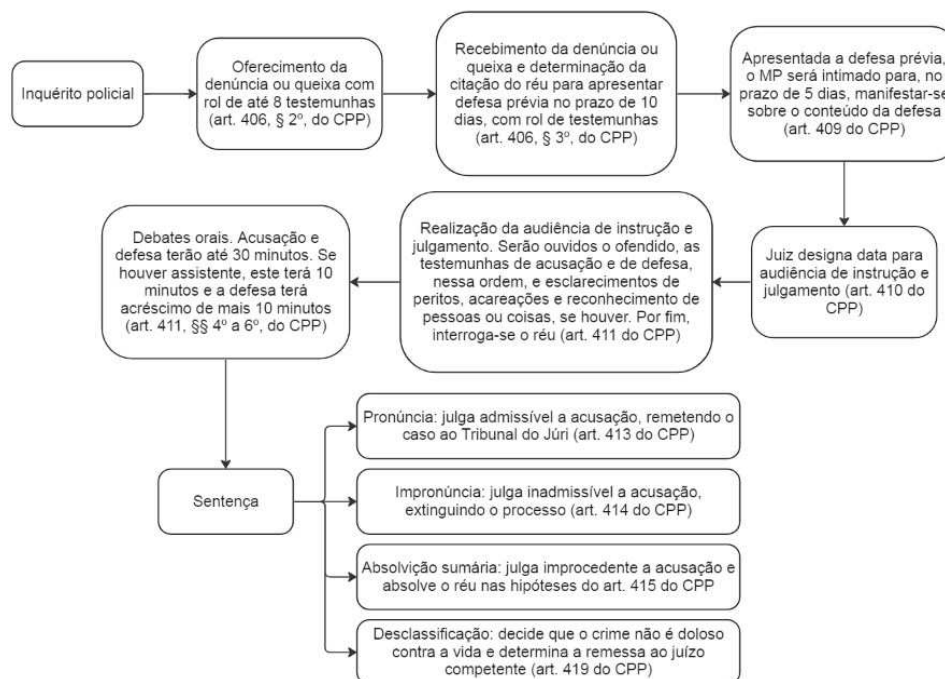 Inquérito policial
Oferecimento da
denúncia ou queixa com
rol de até 8 testemunhas
(art. 406, § 2º, do CPP)
Recebimento da denúncia ou
queixa e determinação da
citação do réu para apresentar
defesa prévia no prazo de 10
dias, com rol de testemunhas
(art. 406, § 3º, do CPP)
Apresentada a defesa prévia,
o MP será intimado para, no
prazo de 5 dias, manifestar-se
sobre o conteúdo da defesa
(art. 409 do CPP)
Juiz designa data para
audiência de instrução e
julgamento (art. 410 do
CPP)
Realização da audiência de instrução e
julgamento. Serão ouvidos o ofendido, as
testemunhas de acusação e de defesa,
nessa ordem, e esclarecimentos de
peritos, acareações e reconhecimento de
pessoas ou coisas, se houver. Por fim,
interroga-se o réu (art. 411 do CPP)
Debates orais. Acusação e
defesa terão até 30 minutos. Se
houver assistente, este terá 10
minutos e a defesa terá
acréscimo de mais 10 minutos
(art. 411, §§ 4º a 6º, do CPP)
Sentença
Pronúncia: julga admissível a acusação, remetendo o
caso ao Tribunal do Júri (art. 413 do CPP)
Impronúncia: julga inadmissível a acusação,
extinguindo o processo (art. 414 do CPP)
Absolvição sumária: julga improcedente a acusação e
absolve o réu nas hipóteses do art. 415 do CPP
Desclassificação: decide que o crime não é doloso
contra a vida e determina a remessa ao juízo
competente (art. 419 do CPP)